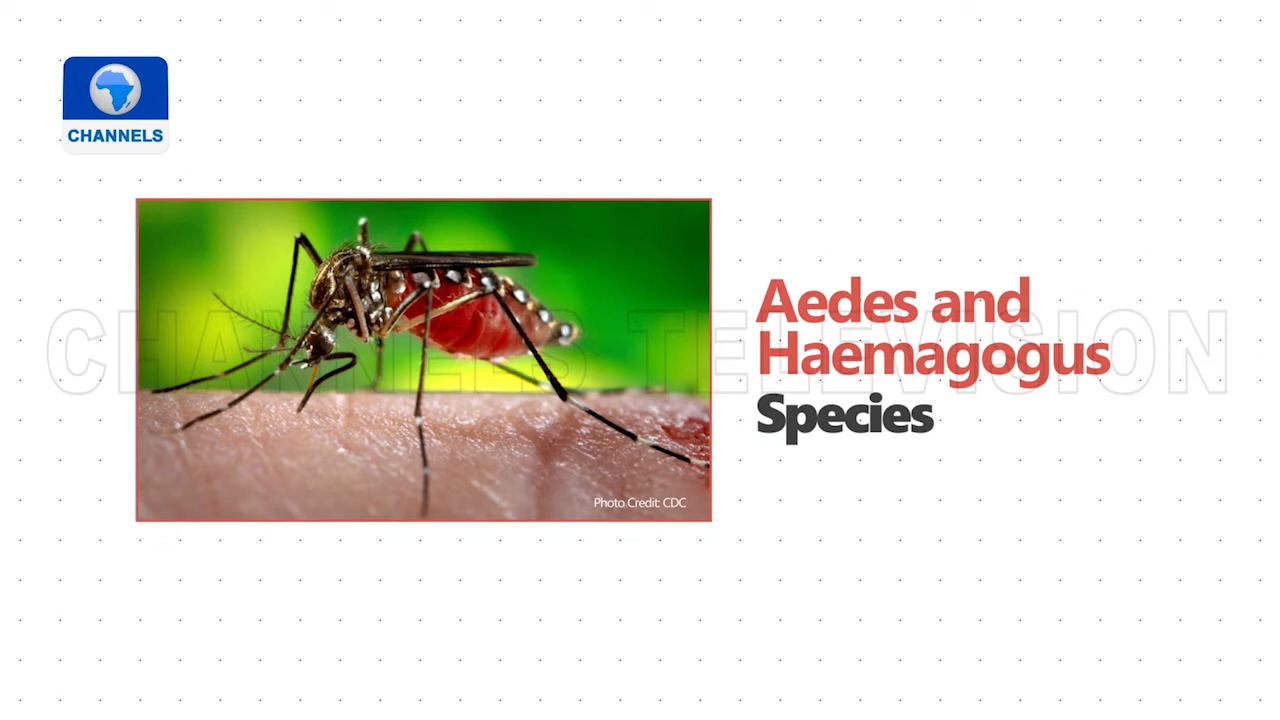 CHANNELS
CHANNELS TELEVISION
Aedes and
Haemagogus
Species
Photo Credit: CDC